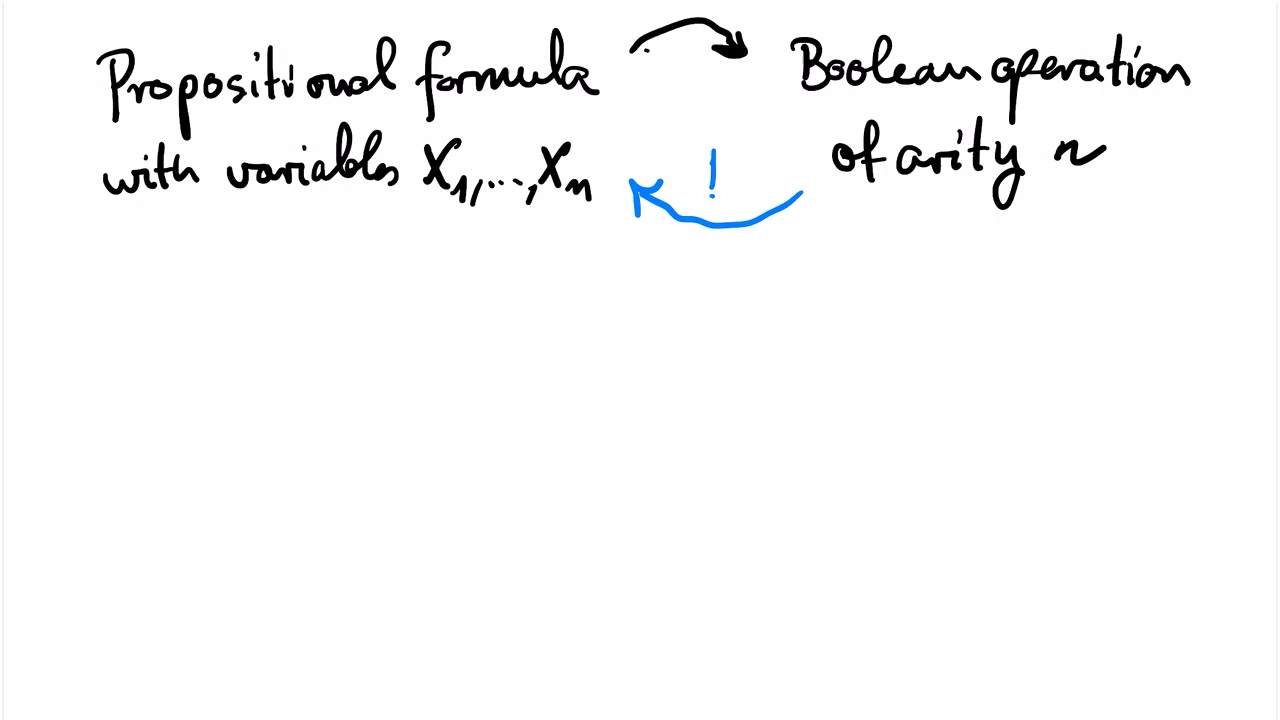 Propositional formula
with variables X₁,...,Xₙ
Boolean operation
of arity n
!